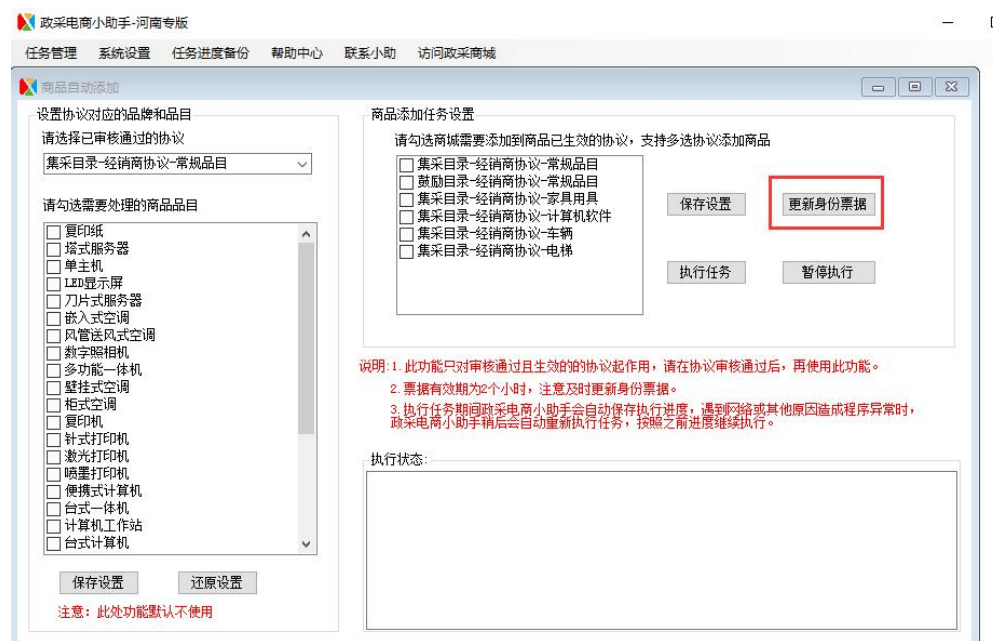 政采电商小助手-河南专版
任务管理 系统设置 任务进度备份 帮助中心 联系小助 访问政采商城
商品自动添加
设置协议对应的品牌和品目
请选择已审核通过的协议
集采目录-经销商协议-常规品目
请勾选需要处理的商品品目
复印纸
塔式服务器
单主机
LED显示屏
刀片式服务器
嵌入式空调
风管送风式空调
数字照相机
多功能一体机
壁挂式空调
柜式空调
复印机
针式打印机
激光打印机
喷墨打印机
便携式计算机
台式一体机
计算机工作站
台式计算机
保存设置 还原设置
注意：此处功能默认不使用
商品添加任务设置
请勾选商城需要添加到商品已生效的协议，支持多选协议添加商品
集采目录-经销商协议-常规品目
鼓励目录-经销商协议-常规品目
集采目录-经销商协议-家具用具
集采目录-经销商协议-计算机软件
集采目录-经销商协议-车辆
集采目录-经销商协议-电梯
保存设置 更新身份票据
执行任务 暂停执行
说明:1.此功能只对审核通过且生效的的协议起作用，请在协议审核通过后，再使用此功能。
2.票据有效期为2个小时，注意及时更新身份票据。
3.执行任务期间政采电商小助手会自动保存执行进度，遇到网络或其他原因造成程序异常时，
政采电商小助手稍后会自动重新执行任务，按照之前进度继续执行。
执行状态: